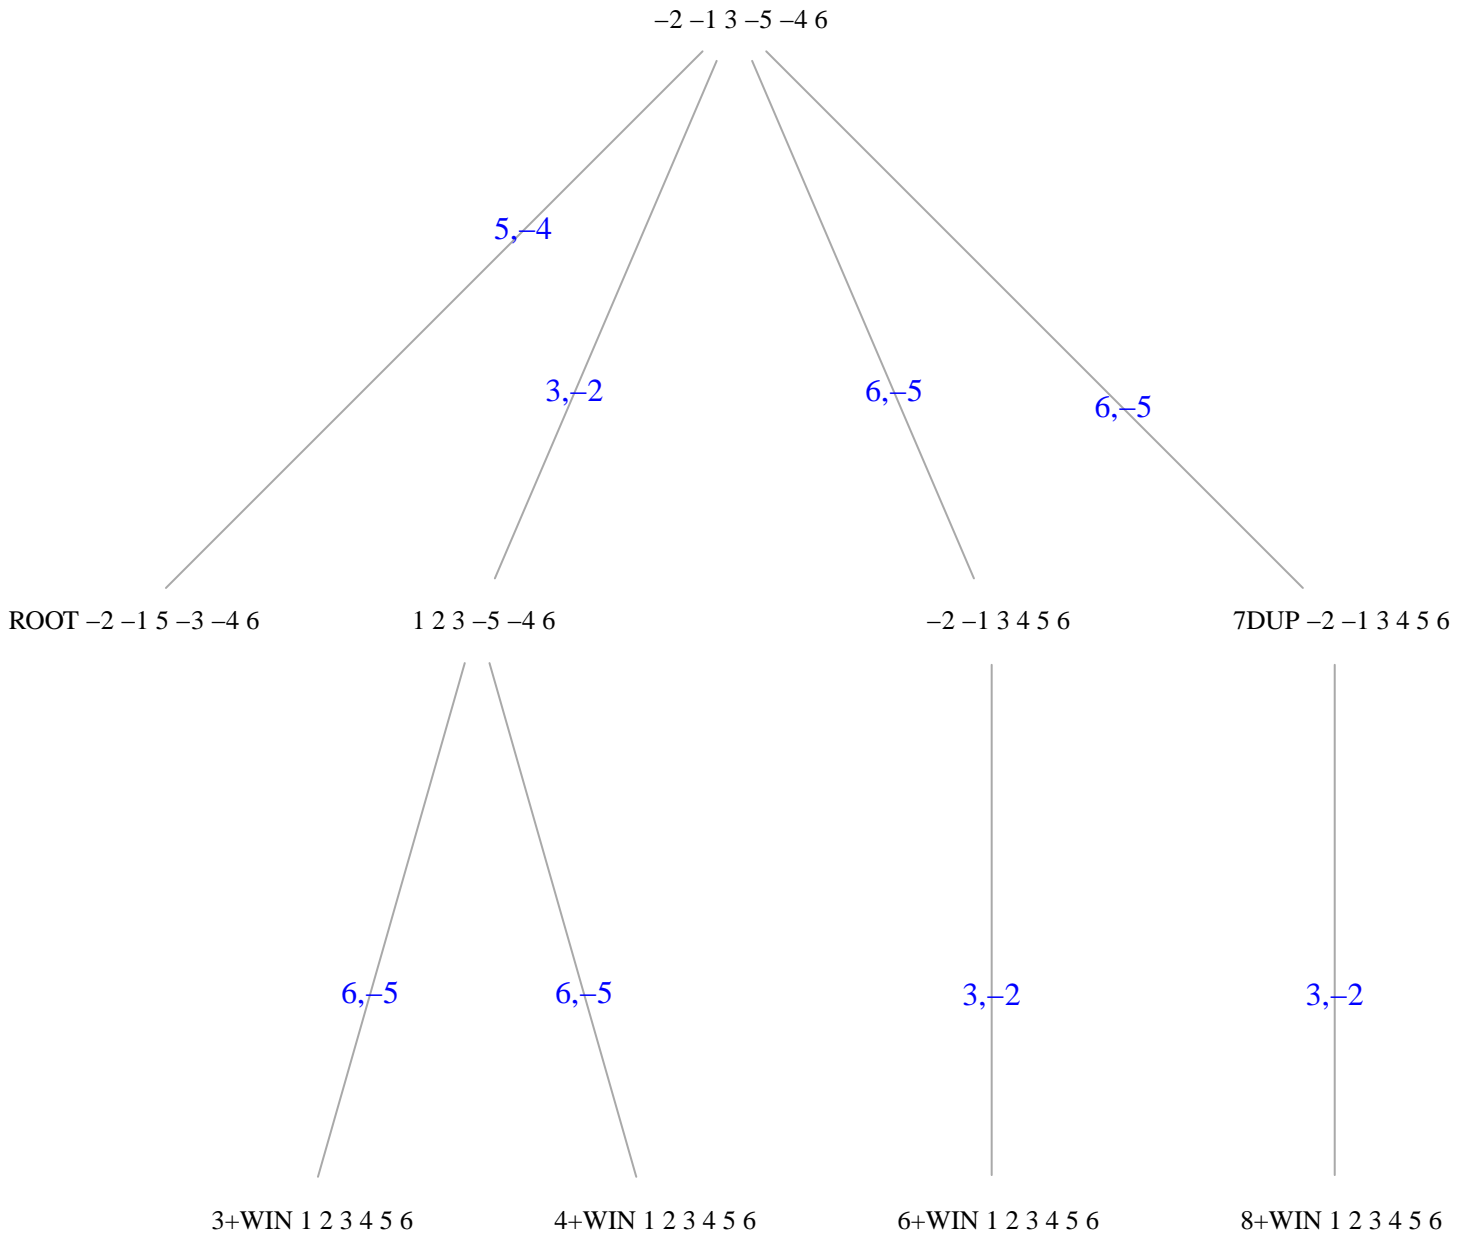 –2 –1 3 –5 –4 6
5,–4
3,–2
6,–5
6,–5
ROOT –2 –1 5 –3 –4 6
1 2 3 –5 –4 6
–2 –1 3 4 5 6
7DUP –2 –1 3 4 5 6
6,–5
6,–5
3,–2
3,–2
3+WIN 1 2 3 4 5 6
4+WIN 1 2 3 4 5 6
6+WIN 1 2 3 4 5 6
8+WIN 1 2 3 4 5 6